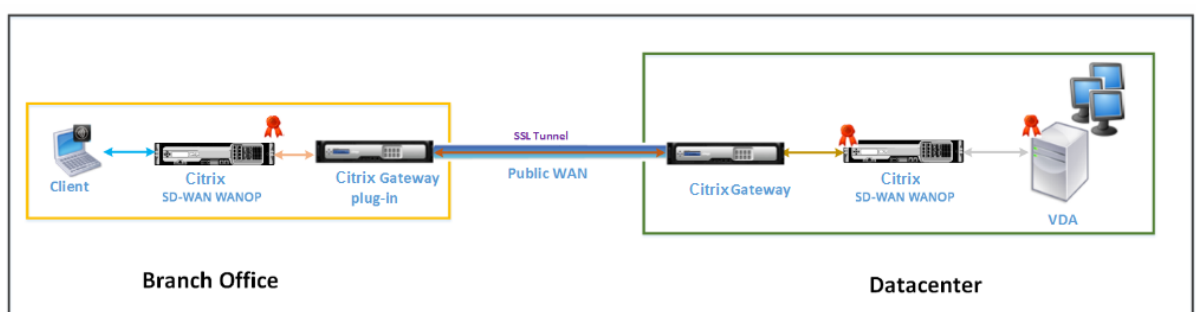 SSL Tunnel
Client
Citrix
SD-WAN WANOP
Citrix Gateway
plug-in
Public WAN
Citrix Gateway
Citrix
SD-WAN WANOP
VDA
Branch Office
Datacenter